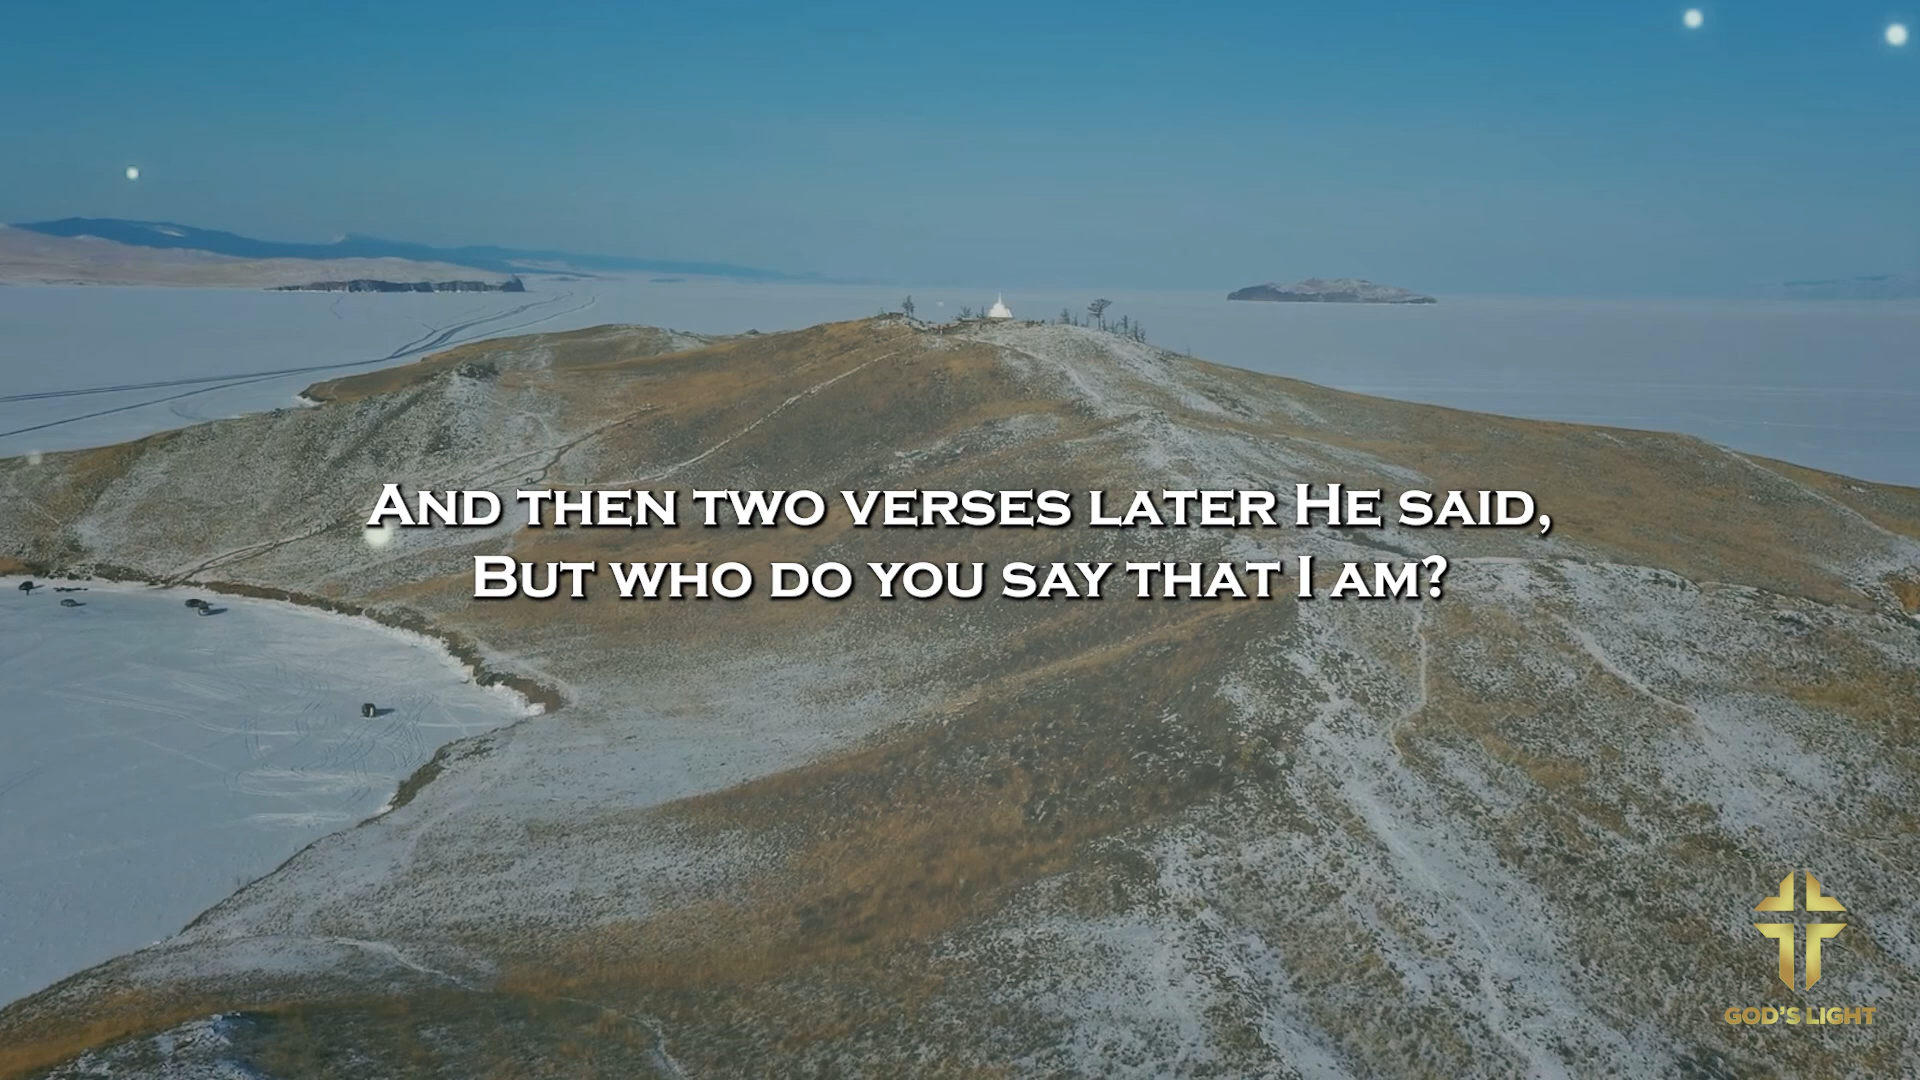 And then two verses later He said,
But who do you say that I am?
GOD'S LIGHT